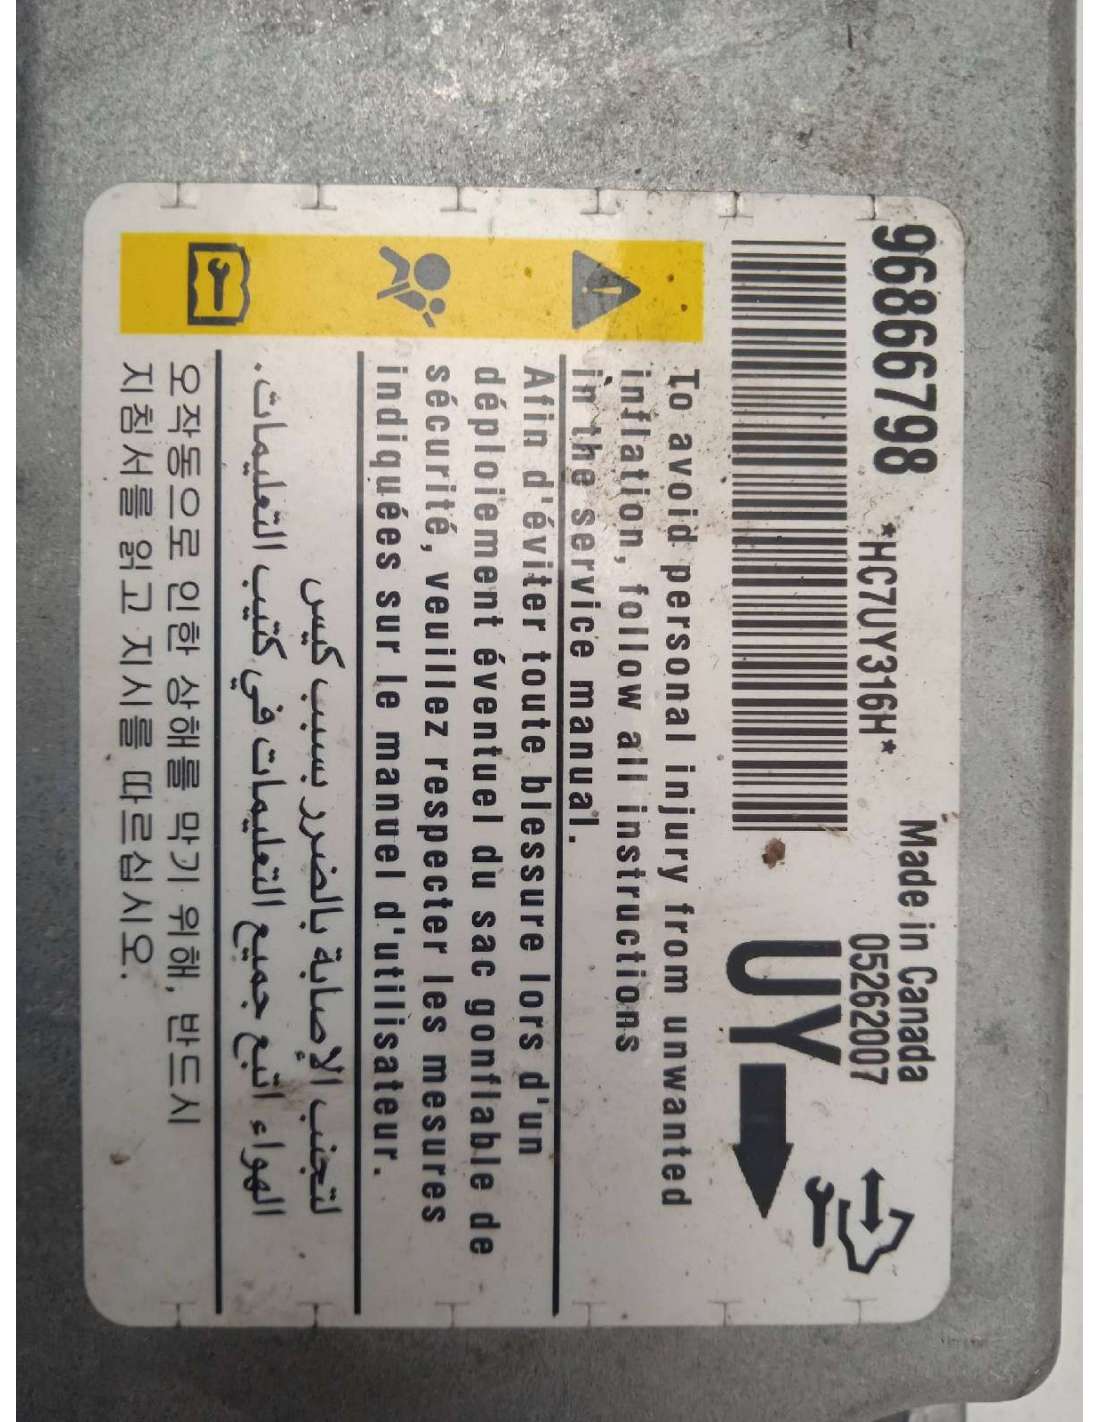 96866798
*HC7UY316H*
Made in Canada
05262007
UY
To avoid personal injury from unwanted
inflation, follow all instructions
in the service manual.
Afin d'éviter toute blessure lors d'un
déploiement éventuel du sac gonflable de
sécurité, veuillez respecter les mesures
indiquées sur le manuel d'utilisateur.
لتجنب الإصابة بالضرر بسبب كيس
الهواء اتبع جميع التعليمات في كتيب التعليمات.
오작동으로 인한 상해를 막기 위해, 반드시
지침서를 읽고 지시를 따르십시오.